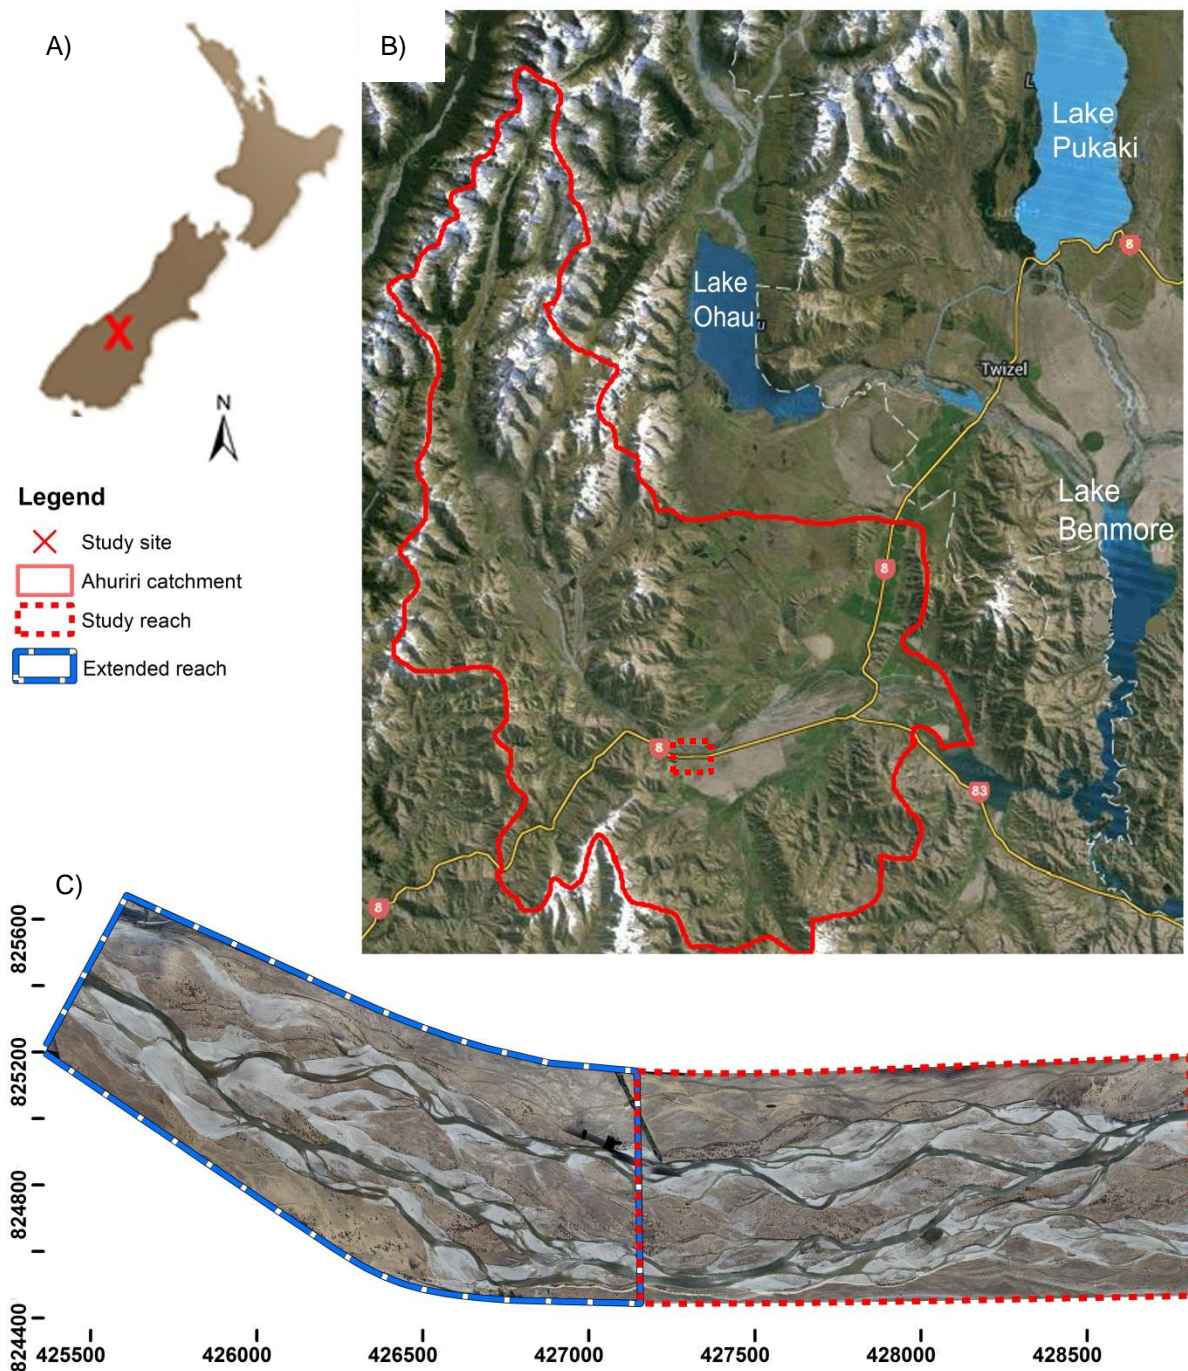 A)
B)
Lake
Pukaki
8
Lake
Ohau
u
Twizel
Lake
Benmore
8
8
83
8
N
Legend
Study site
Ahuriri catchment
Study reach
Extended reach
C)
825600
825200
824800
824400
425500
426000
426500
427000
427500
428000
428500